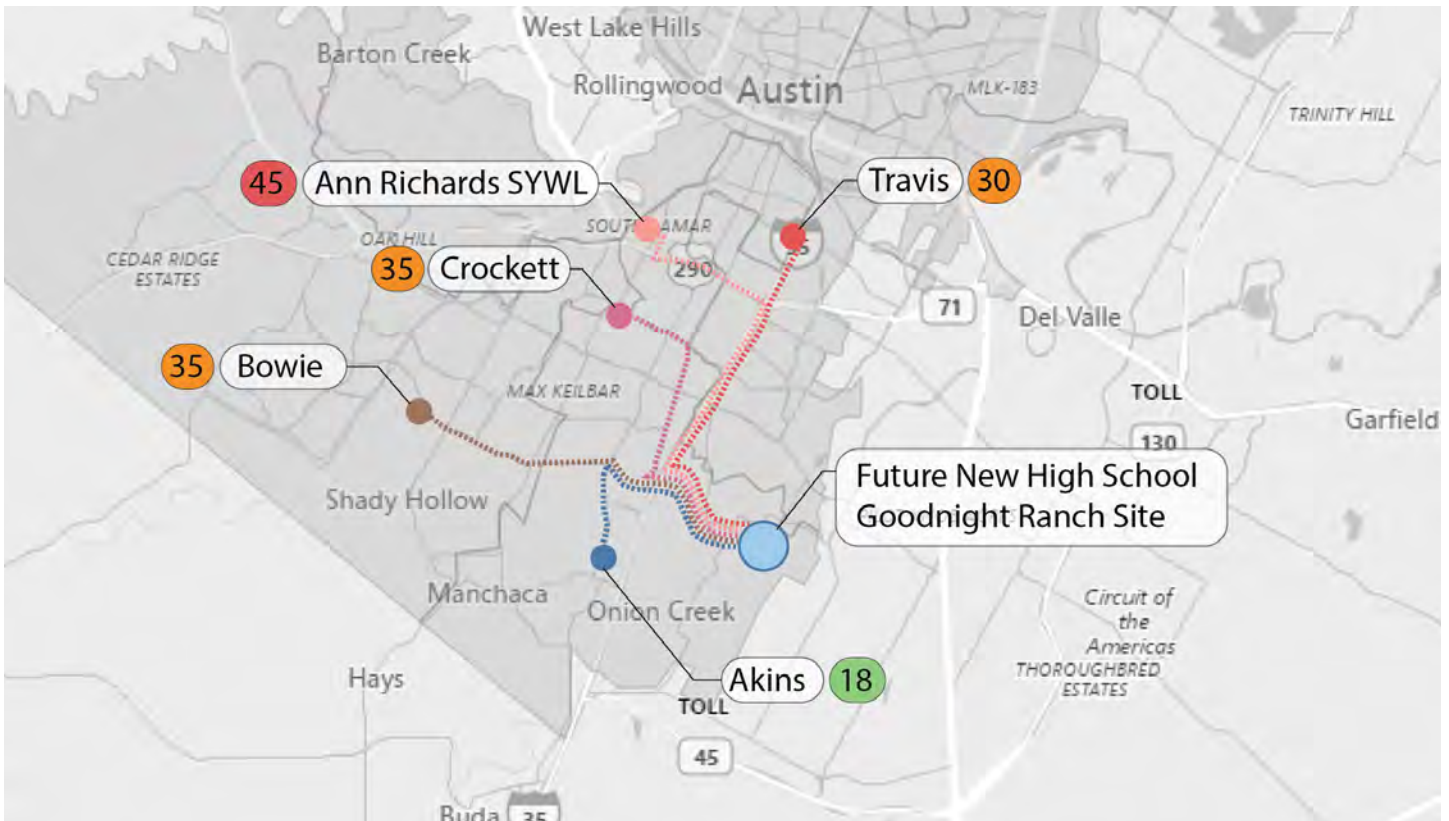 West Lake Hills
Barton Creek
Rollingwood
Austin
MLK-183
TRINITY HILL
45 Ann Richards SYWL
Travis 30
SOUTH LAMAR
OAK HILL
CEDAR RIDGE
ESTATES
35 Crockett
290
35
71
Del Valle
35 Bowie
MAX KEILBAR
TOLL
130
Garfield
Future New High School
Goodnight Ranch Site
Shady Hollow
Manchaca
Onion Creek
Circuit of
the
Americas
THOROUGHBRED
ESTATES
Hays
Akins 18
TOLL
45
Buda
35